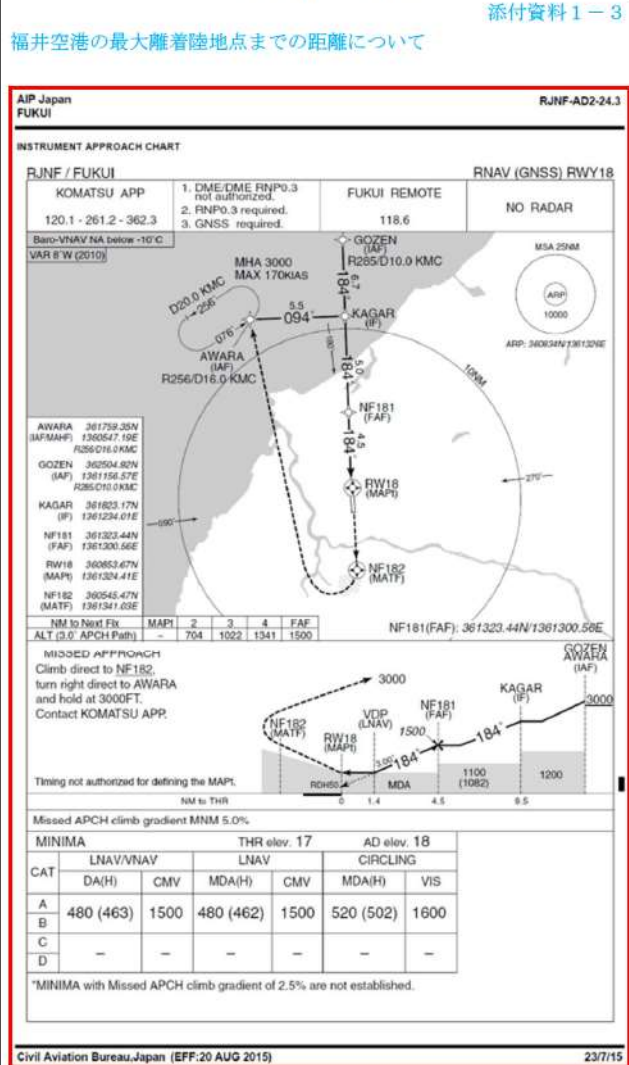 添付資料１－３
福井空港の最大離着陸地点までの距離について
AIP Japan
FUKUI
RJNF-AD2-24.3
INSTRUMENT APPROACH CHART
RJNF / FUKUI
RNAV (GNSS) RWY18
KOMATSU APP
120.1 - 261.2 - 362.3
1. DME/DME RNP0.3
not authorized.
2. RNP0.3 required.
3. GNSS required.
FUKUI REMOTE
118.6
NO RADAR
Baro-VNAV NA below -10°C
VAR 8°W (2010)
MHA 3000
MAX 170KIAS
GOZEN
(IAF)
R285/D10.0 KMC
MSA 25NM
ARP
10000
ARP: 360834N/1361326E
D20.0 KMC
256°
076°
5.5
094°
6.7
184°
KAGAR
(IF)
AWARA
(IAF)
R256/D16.0 KMC
090°
5.0
184°
10NM
NF181
(FAF)
4.5
184°
RW18
(MAPt)
270°
090°
NF182
(MATF)
AWARA 361759.35N
(IAF/MAHF) 1360547.19E
R256/D16.0 KMC
GOZEN 362504.92N
(IAF) 1361156.57E
R285/D10.0 KMC
KAGAR 361823.17N
(IF) 1361234.01E
NF181 361323.44N
(FAF) 1361300.56E
RW18 360853.67N
(MAPt) 1361324.41E
NF182 360545.47N
(MATF) 1361341.03E
NM to Next Fix MAPt 2 3 4 FAF
ALT (3.0° APCH Path) – 704 1022 1341 1500
NF181(FAF): 361323.44N/1361300.56E
MISSED APPROACH
Climb direct to NF182,
turn right direct to AWARA
and hold at 3000FT.
Contact KOMATSU APP.
Timing not authorized for defining the MAPt.
3000
NF182
(MATF)
RW18
(MAPt)
VDP
(LNAV)
1500
NF181
(FAF)
KAGAR
(IF)
GOZEN
AWARA
(IAF)
3000
3.00°
184°
184°
RDH50
MDA
1100
(1082)
1200
NM to THR 0 1.4 4.5 9.5
Missed APCH climb gradient MNM 5.0%
MINIMA THR elev. 17 AD elev. 18
CAT LNAV/VNAV LNAV CIRCLING
DA(H) CMV MDA(H) CMV MDA(H) VIS
A
B
480 (463) 1500 480 (462) 1500 520 (502) 1600
C
D
– – – – – –
*MINIMA with Missed APCH climb gradient of 2.5% are not established.
Civil Aviation Bureau,Japan (EFF:20 AUG 2015)
23/7/15